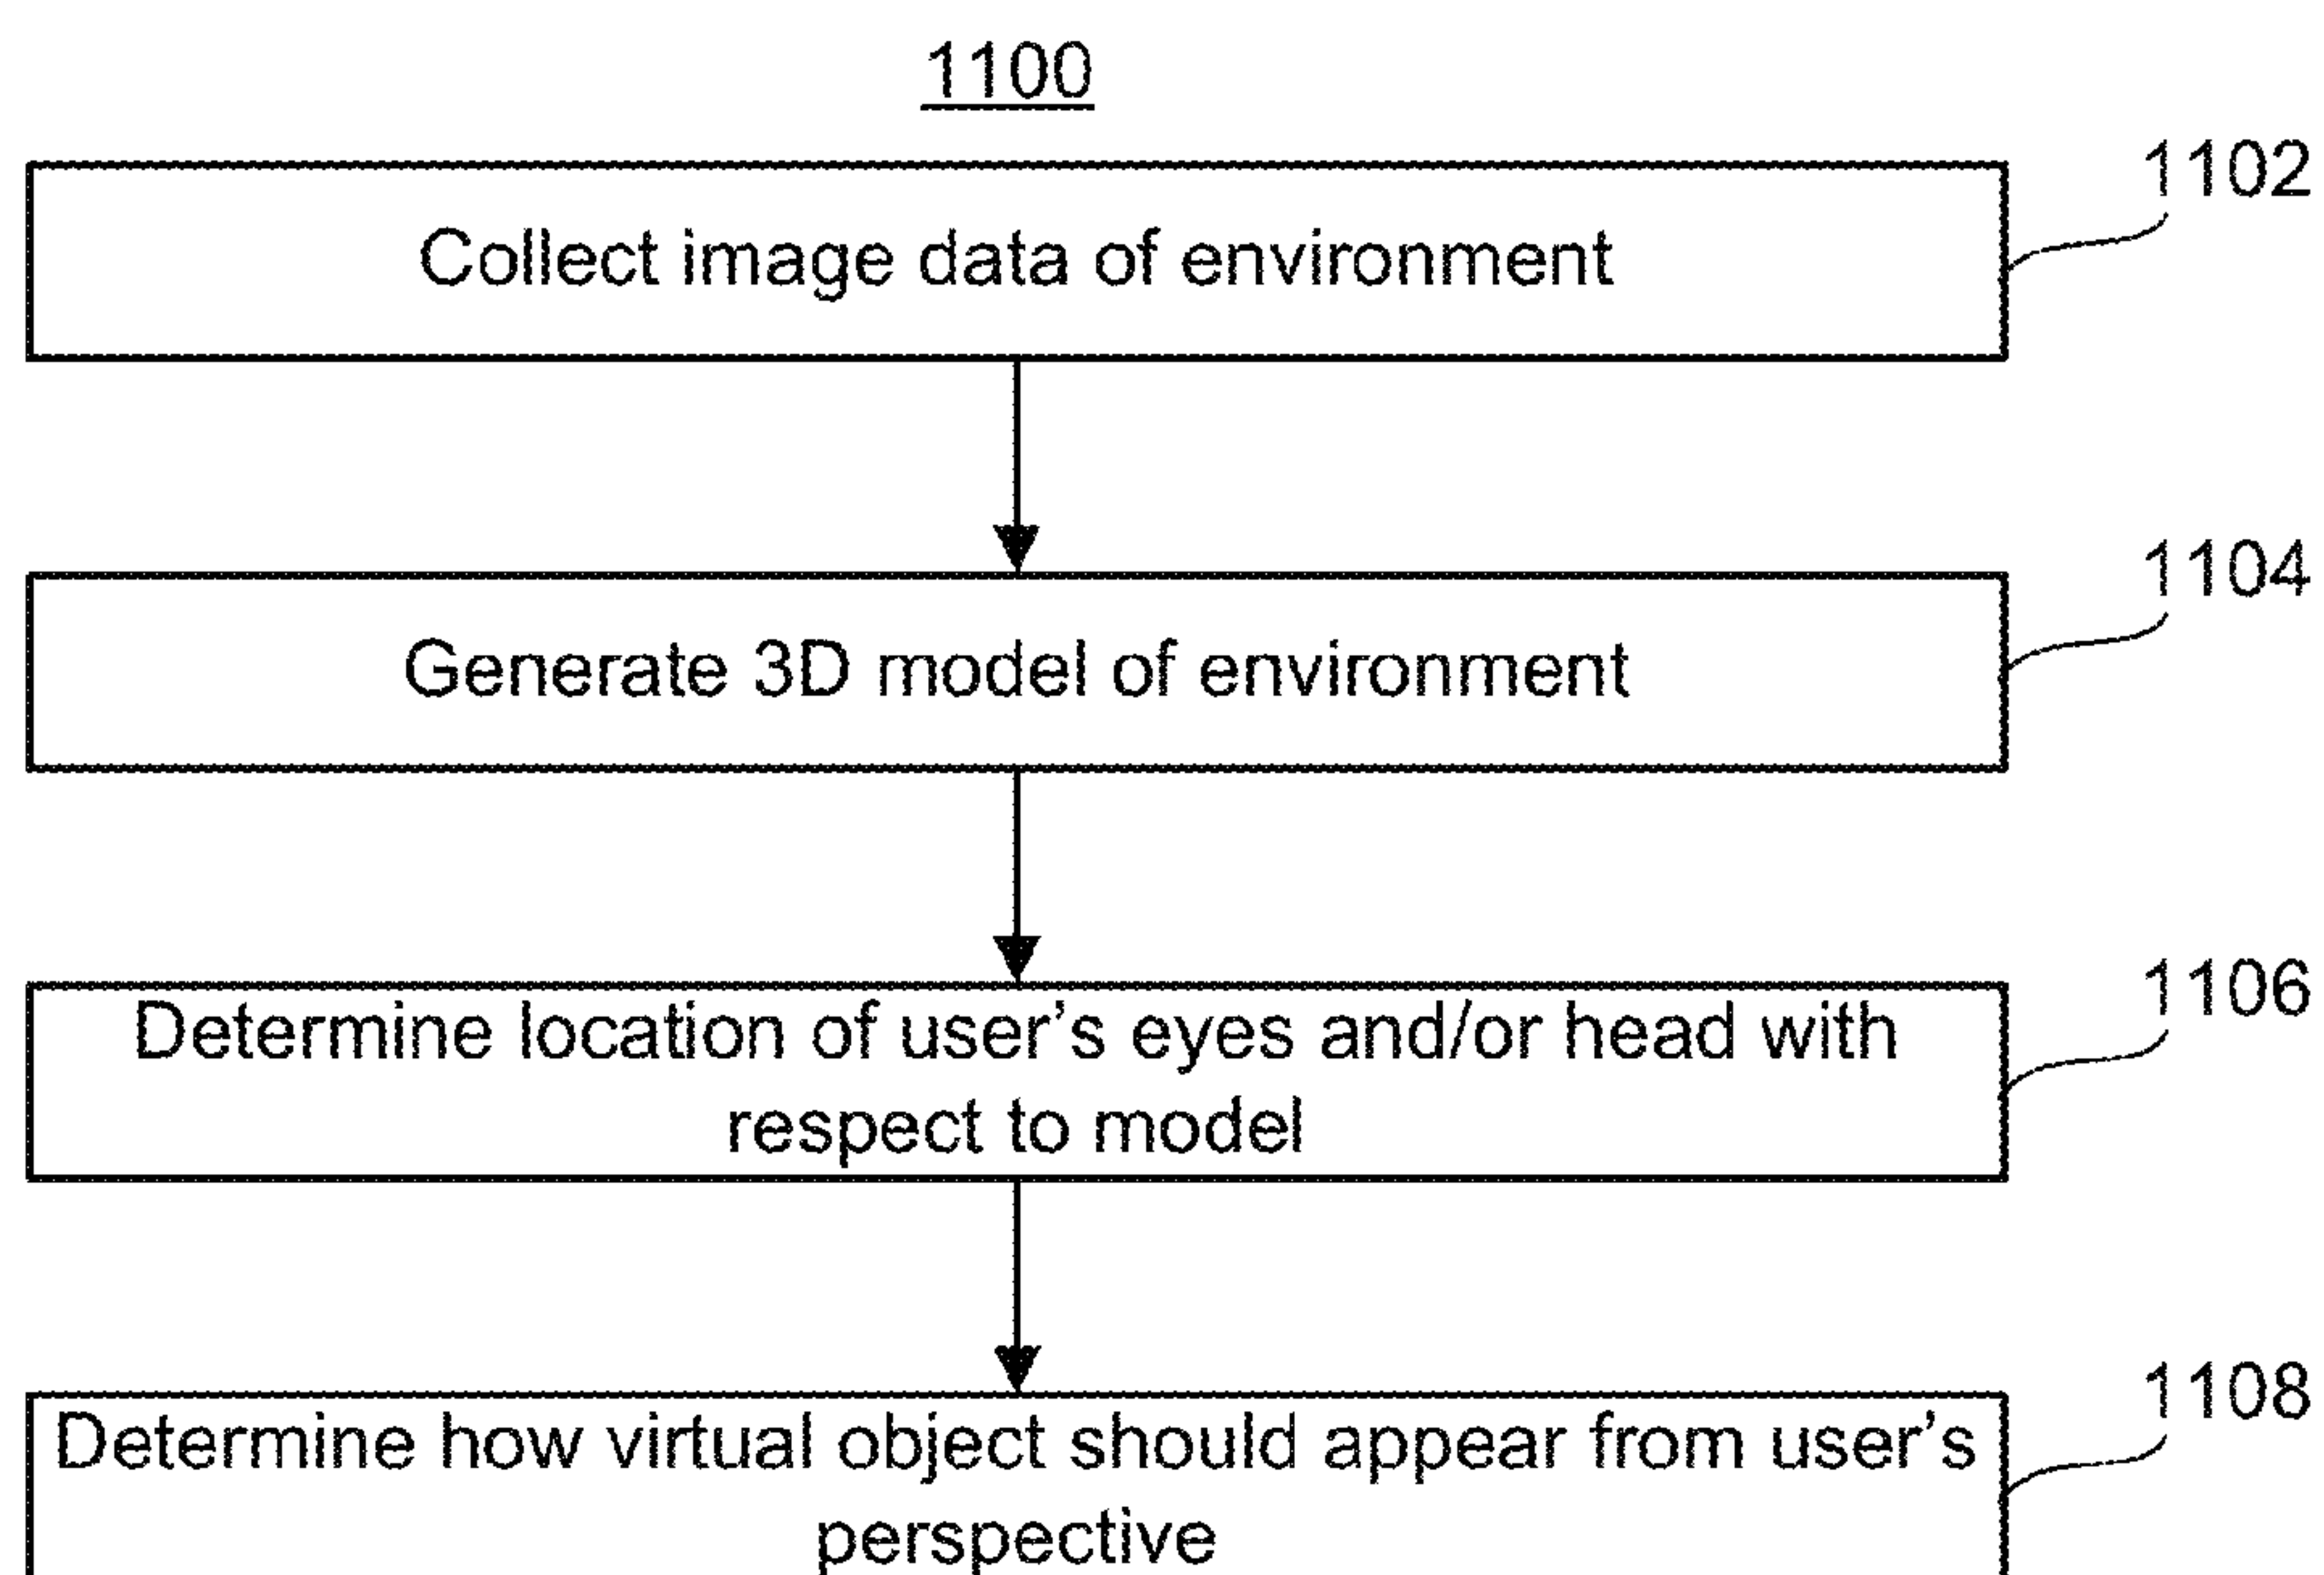 1100
1102
Collect image data of environment
1104
Generate 3D model of environment
1106
Determine location of user's eyes and/or head with
respect to model
1108
Determine how virtual object should appear from user's
perspective